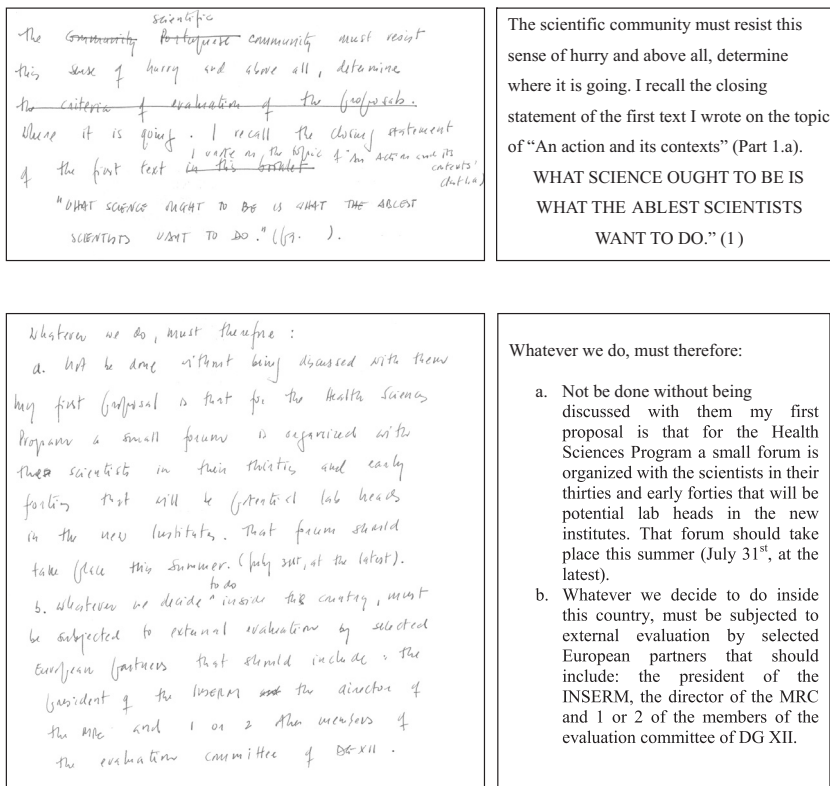 scientific
The Community Portuguese community must resist
this sense of hurry and above all, determine
the criteria of evaluation of the proposals.
where it is going. I recall the closing statement
I wrote on the topic of "An Action and its
contexts"
of the first text in this booklet
"WHAT SCIENCE OUGHT TO BE IS WHAT THE ABLEST
SCIENTISTS WANT TO DO." (pg. ).
The scientific community must resist this
sense of hurry and above all, determine
where it is going. I recall the closing
statement of the first text I wrote on the topic
of “An action and its contexts” (Part 1.a).
WHAT SCIENCE OUGHT TO BE IS
WHAT THE ABLEST SCIENTISTS
WANT TO DO.” (1)
Whatever we do, must therefore :
a. Not be done without being discussed with them
my first proposal is that for the Health Sciences
Program a small forum is organized with
the scientists in their thirties and early
forties that will be potential lab heads
in the new Institutes. That forum should
take place this Summer. (July 31st, at the latest).
to do
b. Whatever we decide inside this country, must
be subjected to external evaluation by selected
European partners that should include : the
president of the INSERM and the director of
the MRC and 1 or 2 other members of
the evaluation committee of DG-XII.
Whatever we do, must therefore:
a. Not be done without being
discussed with them my first
proposal is that for the Health
Sciences Program a small forum is
organized with the scientists in their
thirties and early forties that will be
potential lab heads in the new
institutes. That forum should take
place this summer (July 31st, at the
latest).
b. Whatever we decide to do inside
this country, must be subjected to
external evaluation by selected
European partners that should
include: the president of the
INSERM, the director of the MRC
and 1 or 2 of the members of the
evaluation committee of DG XII.